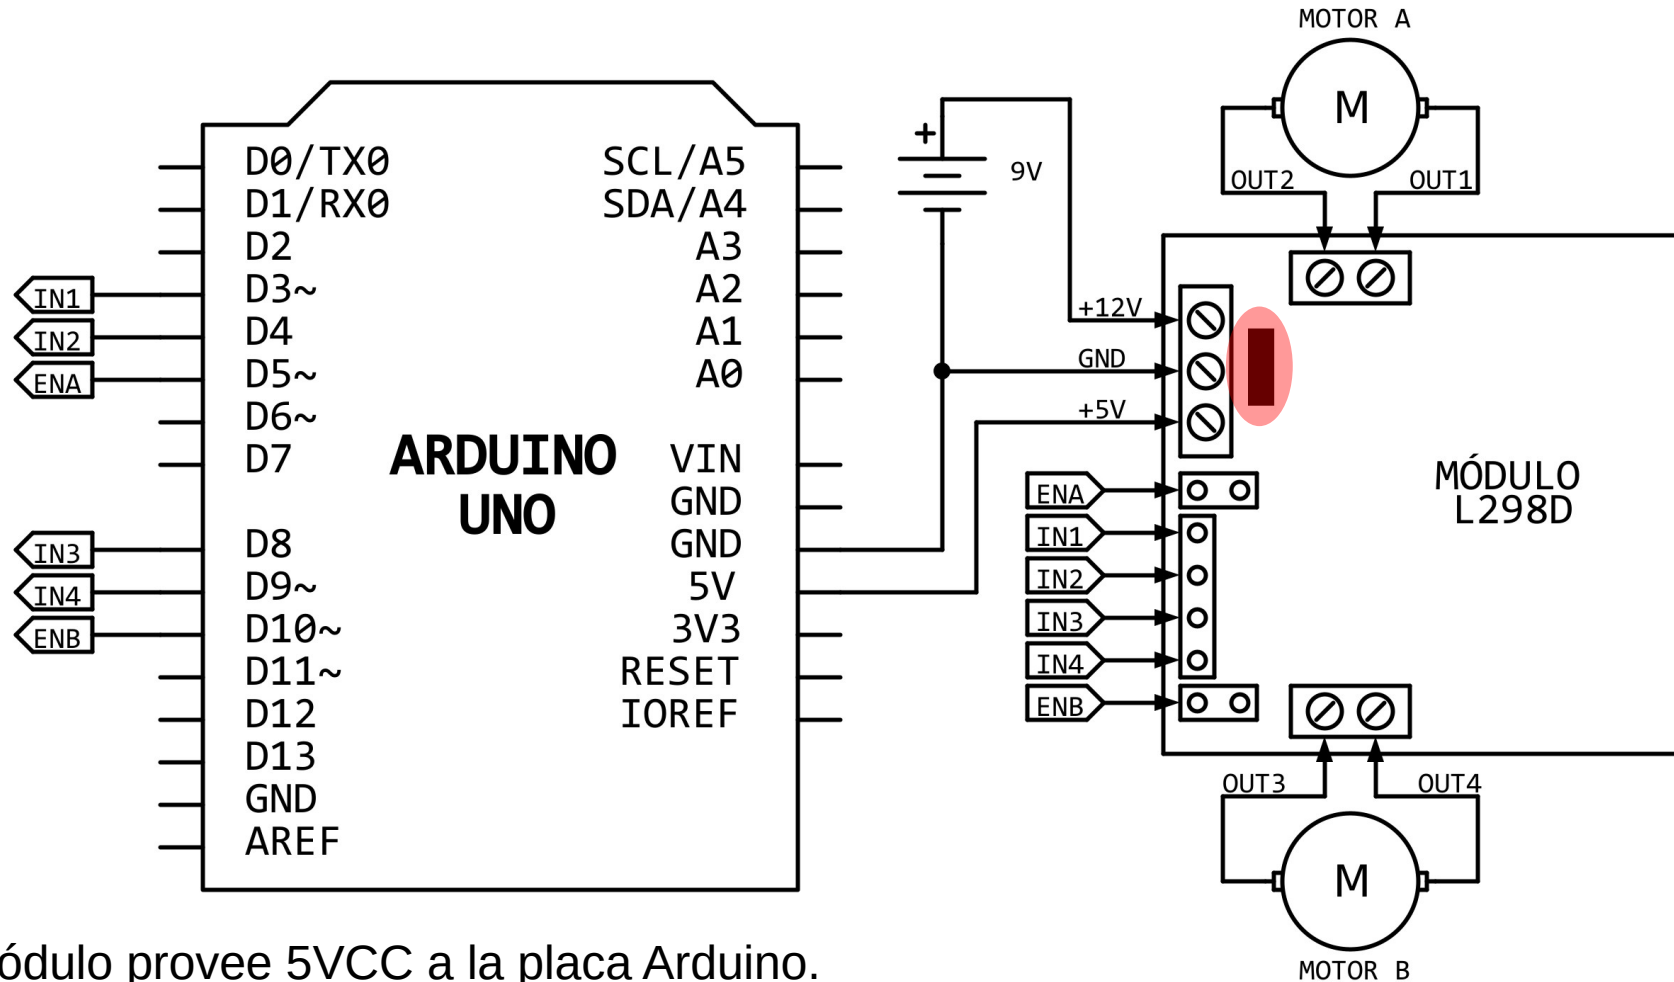 MOTOR A
M
OUT2
OUT1
+
9V
+12V
GND
+5V
D0/TX0
D1/RX0
D2
D3~
D4
D5~
D6~
D7
D8
D9~
D10~
D11~
D12
D13
GND
AREF
IN1
IN2
ENA
IN3
IN4
ENB
ARDUINO
UNO
SCL/A5
SDA/A4
A3
A2
A1
A0
VIN
GND
GND
5V
3V3
RESET
IOREF
ENA
IN1
IN2
IN3
IN4
ENB
MÓDULO
L298D
OUT3
OUT4
M
MOTOR B
ódulo provee 5VCC a la placa Arduino.